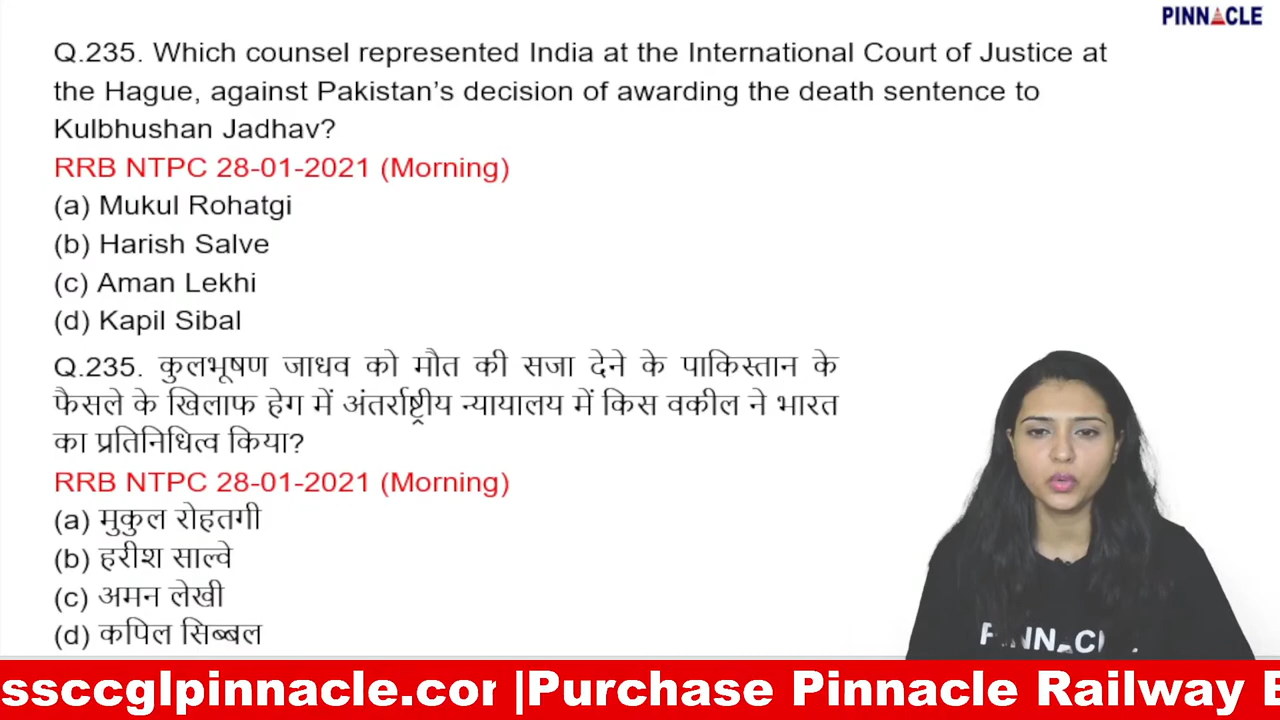 PINNACLE
Q.235. Which counsel represented India at the International Court of Justice at
the Hague, against Pakistan's decision of awarding the death sentence to
Kulbhushan Jadhav?
RRB NTPC 28-01-2021 (Morning)
(a) Mukul Rohatgi
(b) Harish Salve
(c) Aman Lekhi
(d) Kapil Sibal
Q.235. कुलभूषण जाधव को मौत की सजा देने के पाकिस्तान के
फैसले के खिलाफ हेग में अंतर्राष्ट्रीय न्यायालय में किस वकील ने भारत
का प्रतिनिधित्व किया?
RRB NTPC 28-01-2021 (Morning)
(a) मुकुल रोहतगी
(b) हरीश साल्वे
(c) अमन लेखी
(d) कपिल सिब्बल
PINNACL
ssccglpinnacle.com |Purchase Pinnacle Railway